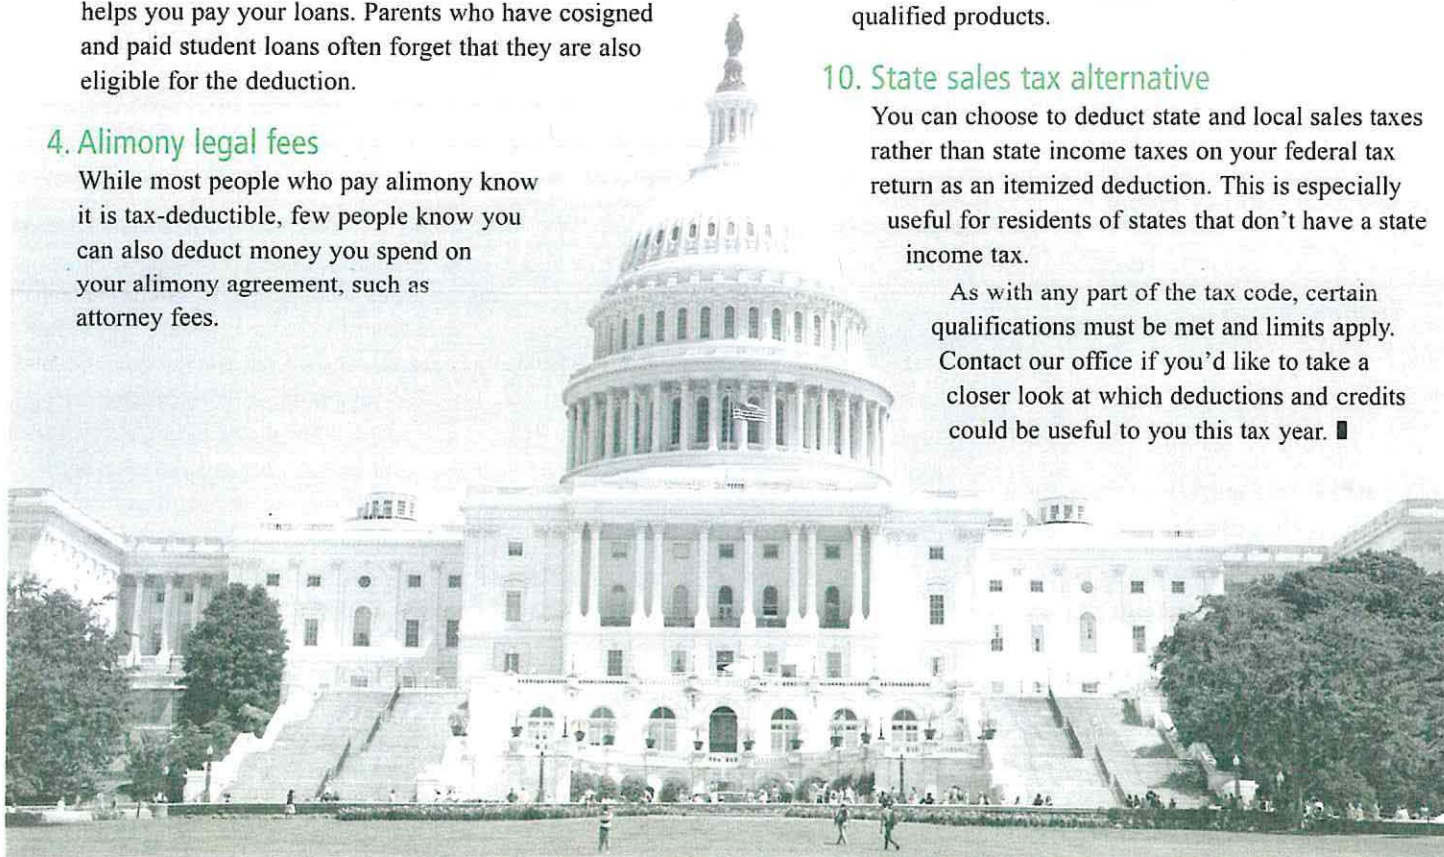 helps you pay your loans. Parents who have cosigned
and paid student loans often forget that they are also
eligible for the deduction.
4. Alimony legal fees
While most people who pay alimony know
it is tax-deductible, few people know you
can also deduct money you spend on
your alimony agreement, such as
attorney fees.
qualified products.
10. State sales tax alternative
You can choose to deduct state and local sales taxes
rather than state income taxes on your federal tax
return as an itemized deduction. This is especially
useful for residents of states that don't have a state
income tax.
As with any part of the tax code, certain
qualifications must be met and limits apply.
Contact our office if you'd like to take a
closer look at which deductions and credits
could be useful to you this tax year.